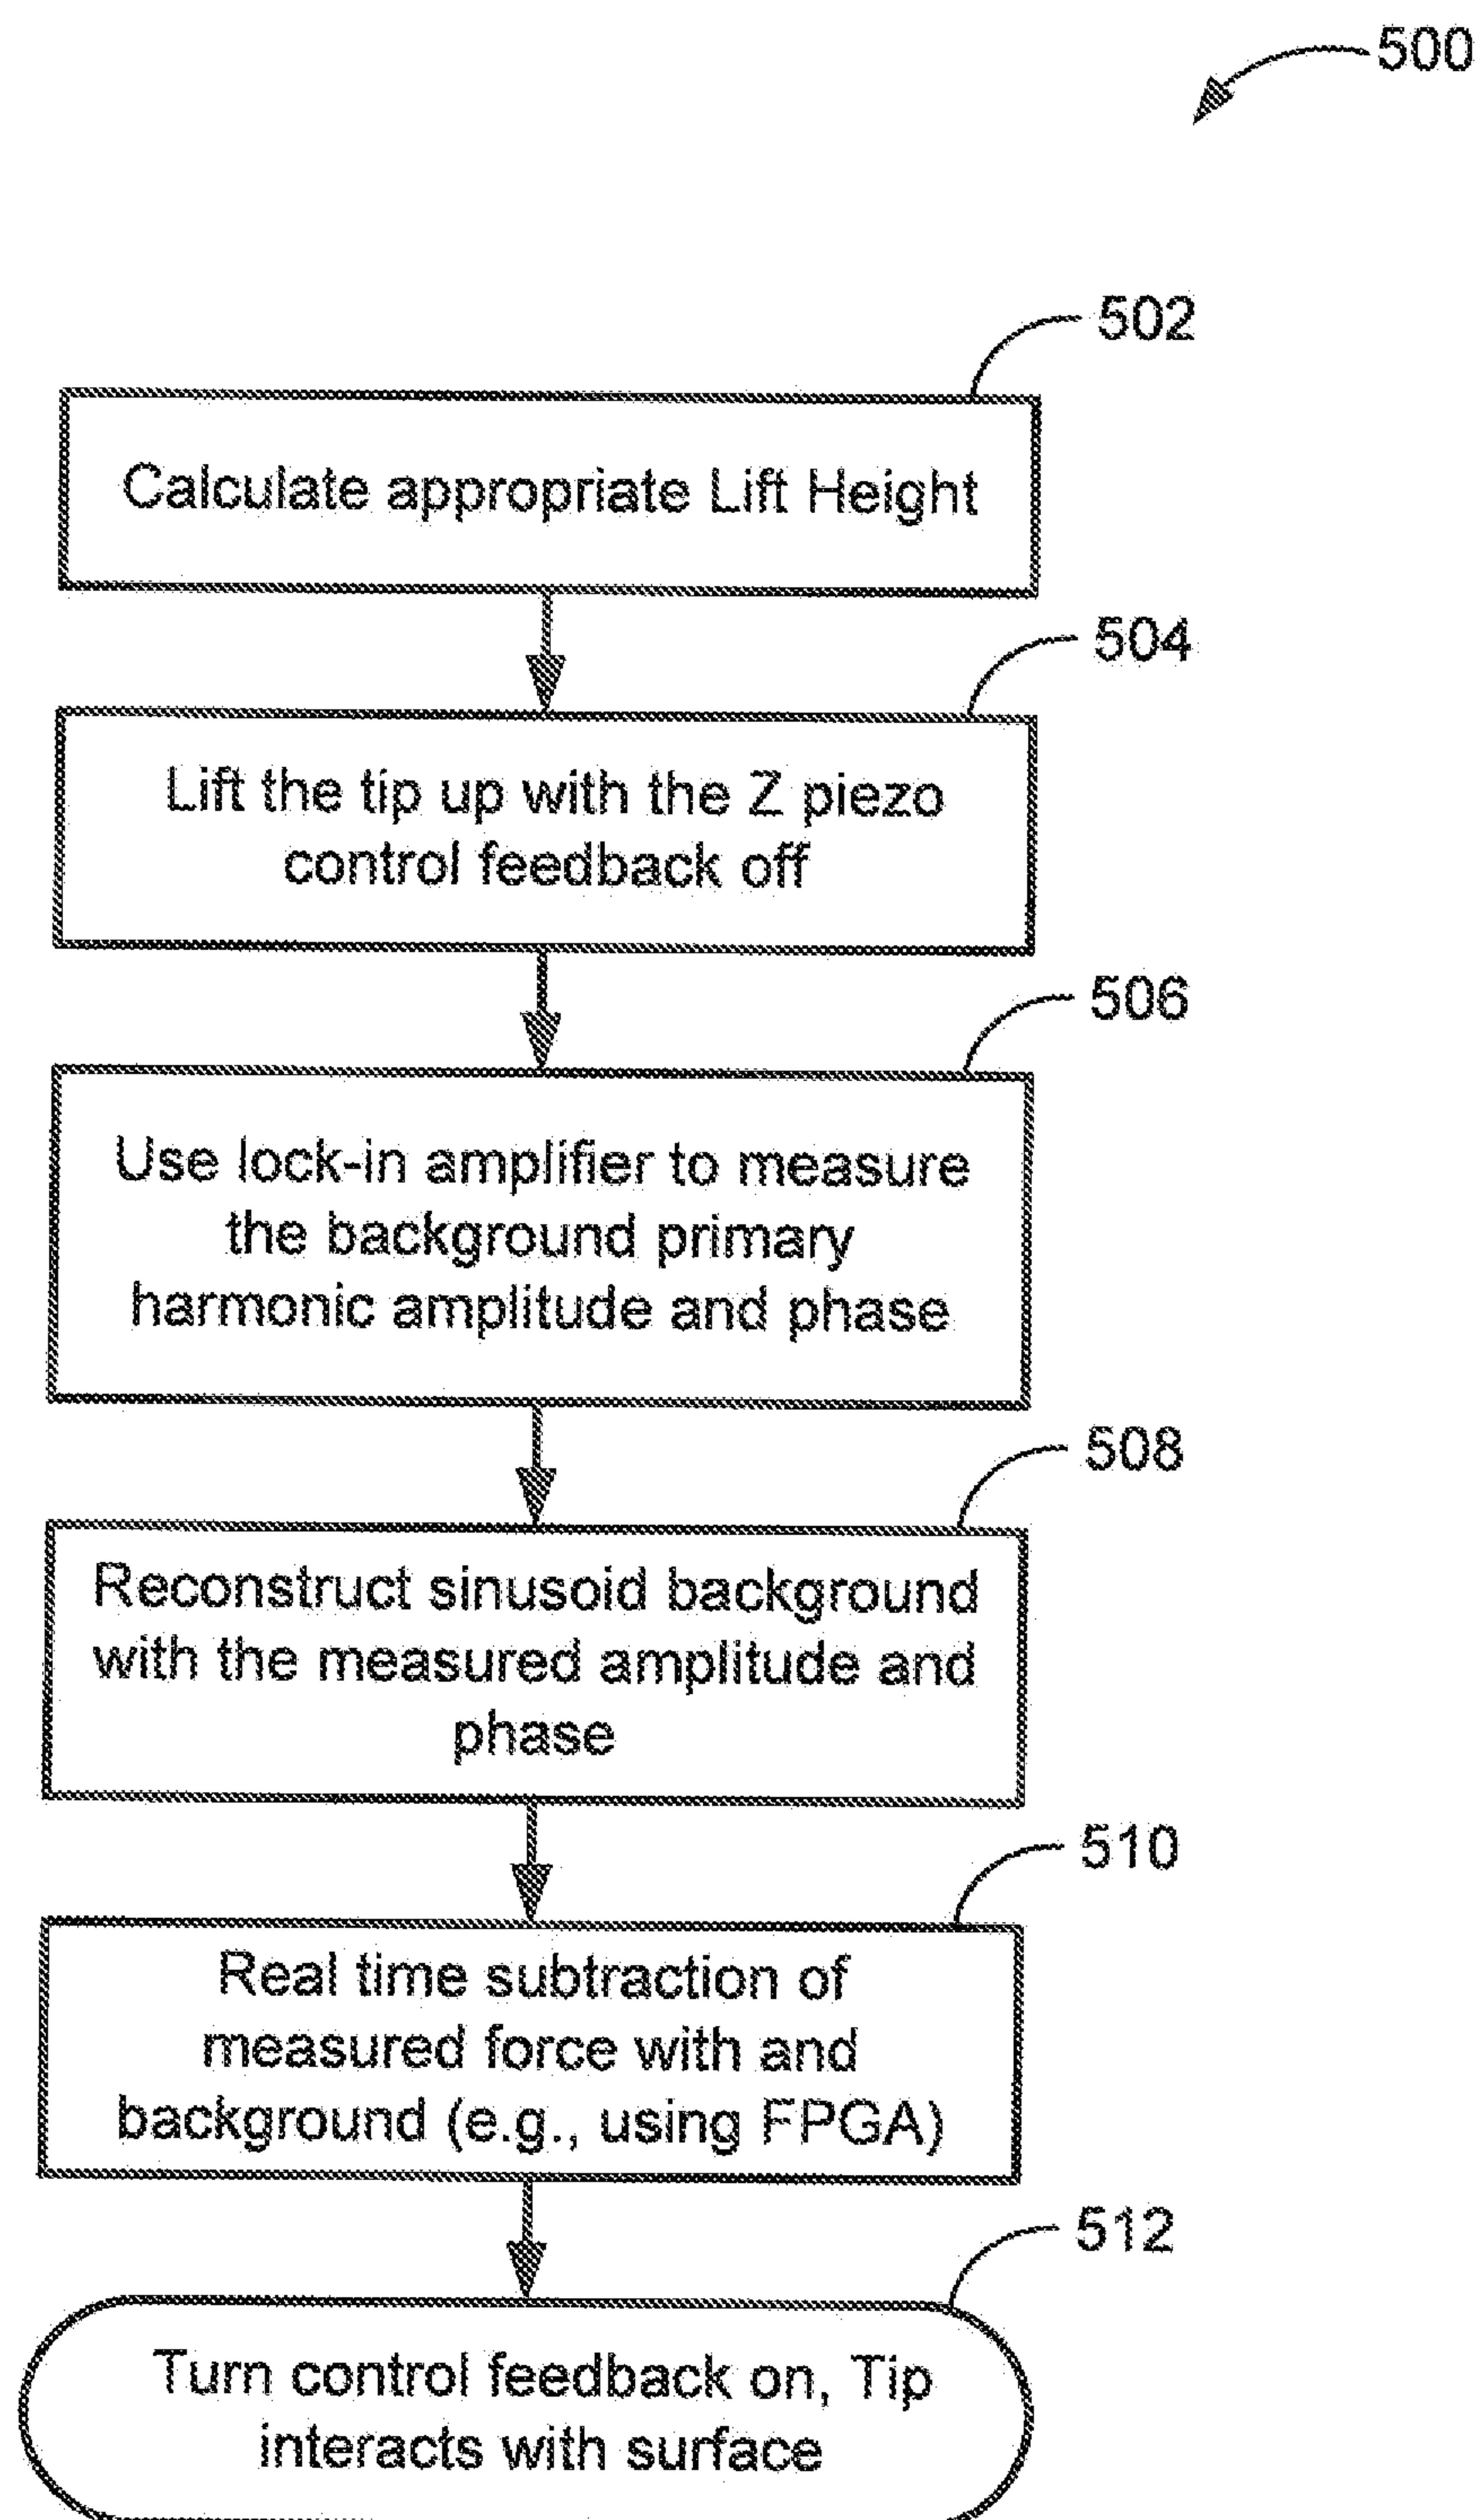 500
502
Calculate appropriate Lift Height
504
Lift the tip up with the Z piezo
control feedback off
506
Use lock-in amplifier to measure
the background primary
harmonic amplitude and phase
508
Reconstruct sinusoid background
with the measured amplitude and
phase
510
Real time subtraction of
measured force with and
background (e.g., using FPGA)
512
Turn control feedback on, Tip
interacts with surface